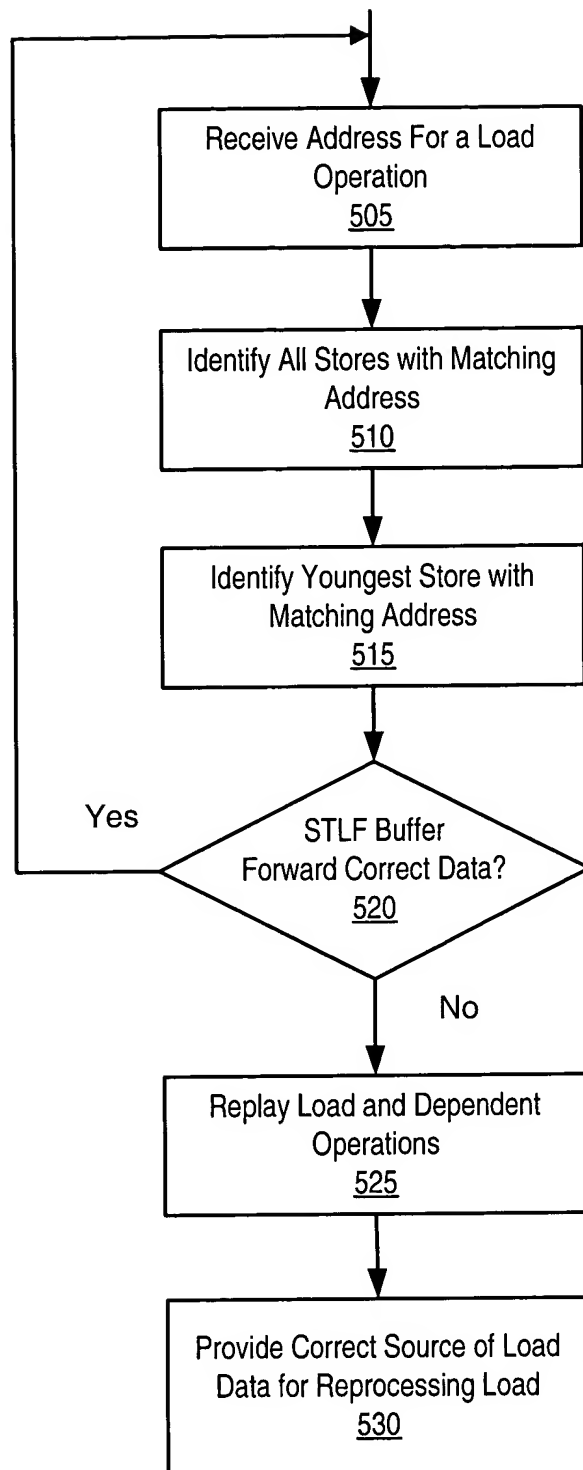 Receive Address For a Load
Operation
505
Identify All Stores with Matching
Address
510
Identify Youngest Store with
Matching Address
515
Yes
STLF Buffer
Forward Correct Data?
520
No
Replay Load and Dependent
Operations
525
Provide Correct Source of Load
Data for Reprocessing Load
530